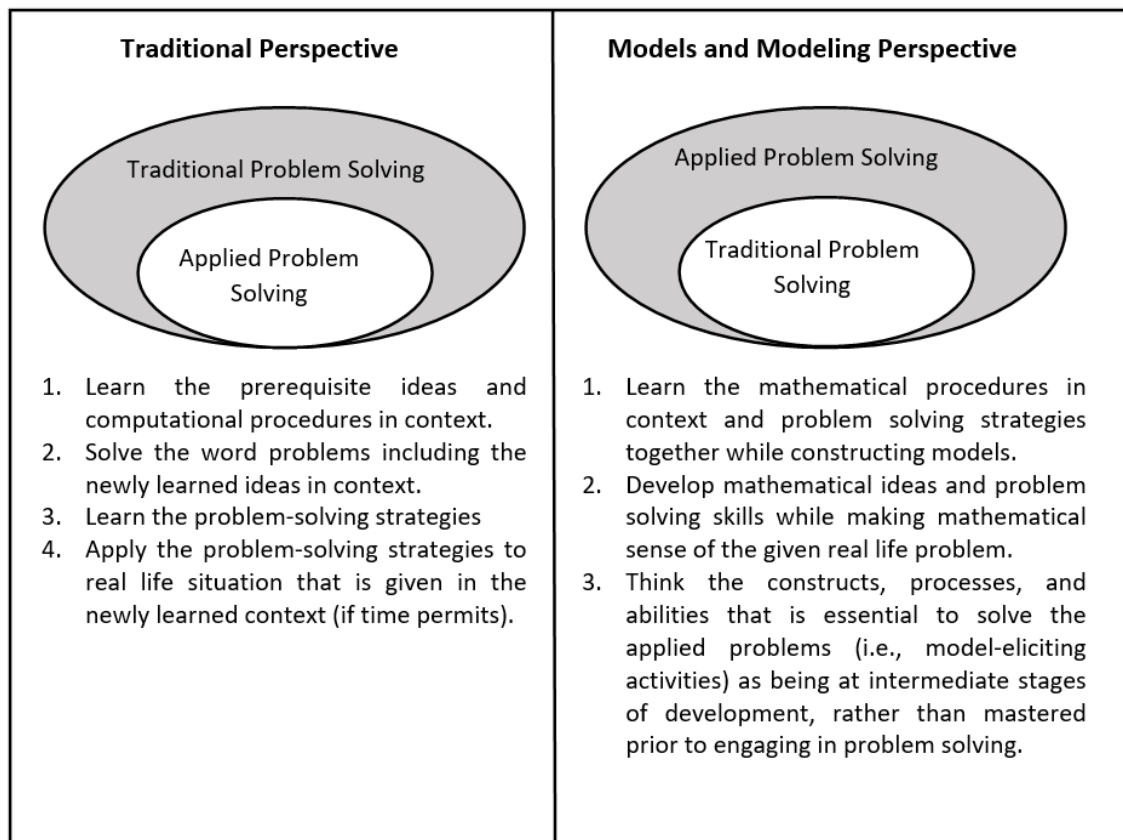 Traditional Perspective
Traditional Problem Solving
Applied Problem
Solving
1. Learn the prerequisite ideas and
computational procedures in context.
2. Solve the word problems including the
newly learned ideas in context.
3. Learn the problem-solving strategies
4. Apply the problem-solving strategies to
real life situation that is given in the
newly learned context (if time permits).
Models and Modeling Perspective
Applied Problem Solving
Traditional Problem
Solving
1. Learn the mathematical procedures in
context and problem solving strategies
together while constructing models.
2. Develop mathematical ideas and problem
solving skills while making mathematical
sense of the given real life problem.
3. Think the constructs, processes, and
abilities that is essential to solve the
applied problems (i.e., model-eliciting
activities) as being at intermediate stages
of development, rather than mastered
prior to engaging in problem solving.